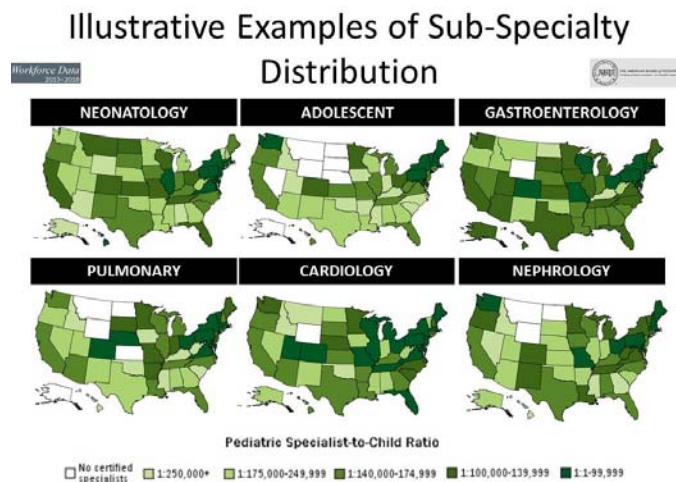 Illustrative Examples of Sub-Specialty
Distribution
Workforce Data
NEONATOLOGY
ADOLESCENT
GASTROENTEROLOGY
PULMONARY
CARDIOLOGY
NEPHROLOGY
Pediatric Specialist-to-Child Ratio
No certified
specialists
1:250,000+
1:175,000-249,999
1:140,000-174,999
1:100,000-139,999
1:1-99,999